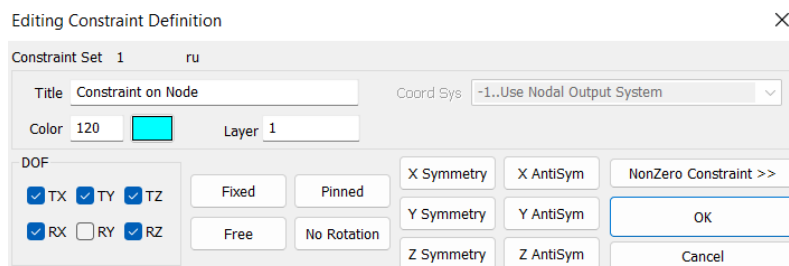 Editing Constraint Definition
Constraint Set 1 ru
Title Constraint on Node Coord Sys -1..Use Nodal Output System
Color 120 Layer 1
DOF
TX TY TZ Fixed Pinned X Symmetry X AntiSym NonZero Constraint >>
RX RY RZ Free No Rotation Y Symmetry Y AntiSym OK
Z Symmetry Z AntiSym Cancel